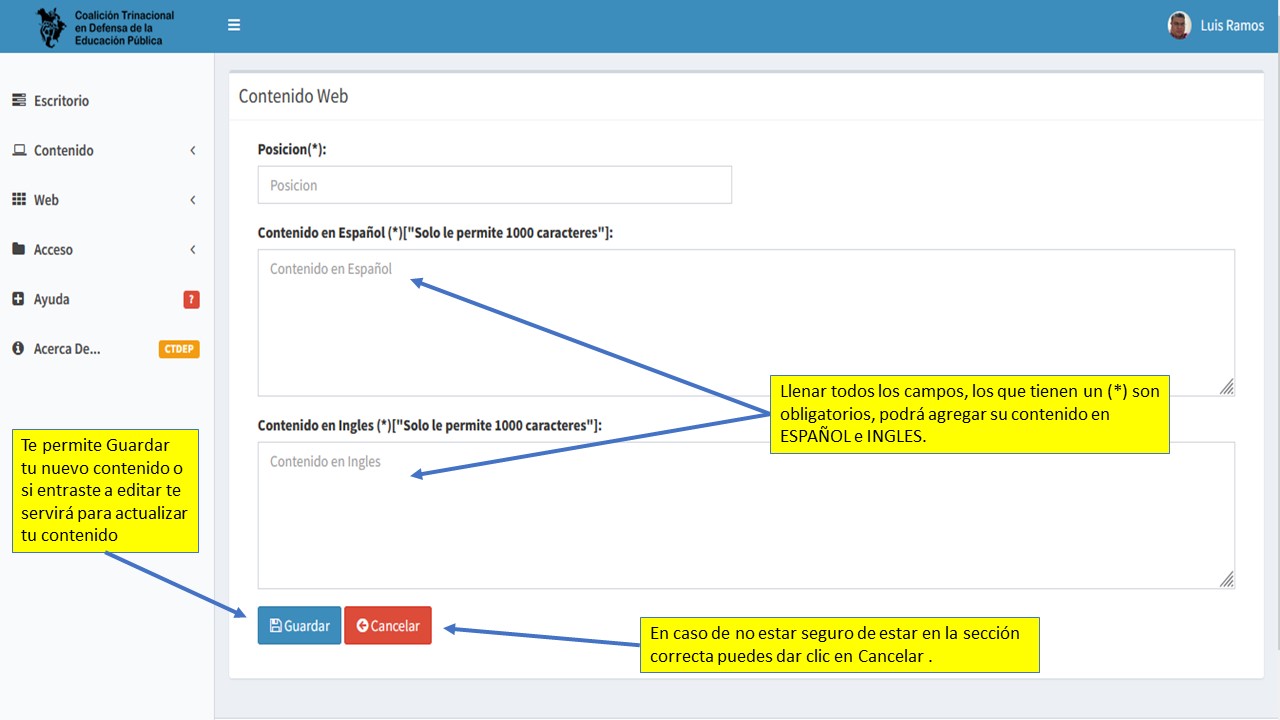 Coalición Trinacional
en Defensa de la
Educación Pública
Luis Ramos
Escritorio
Contenido
Web
Acceso
Ayuda
?
Acerca De...
CTDEP
Contenido Web
Posicion(*):
Posicion
Contenido en Español (*)["Solo le permite 1000 caracteres"]:
Contenido en Español
Llenar todos los campos, los que tienen un (*) son
obligatorios, podrá agregar su contenido en
ESPAÑOL e INGLES.
Contenido en Ingles (*)["Solo le permite 1000 caracteres"]:
Contenido en Ingles
Te permite Guardar
tu nuevo contenido o
si entraste a editar te
servirá para actualizar
tu contenido
Guardar
Cancelar
En caso de no estar seguro de estar en la sección
correcta puedes dar clic en Cancelar .